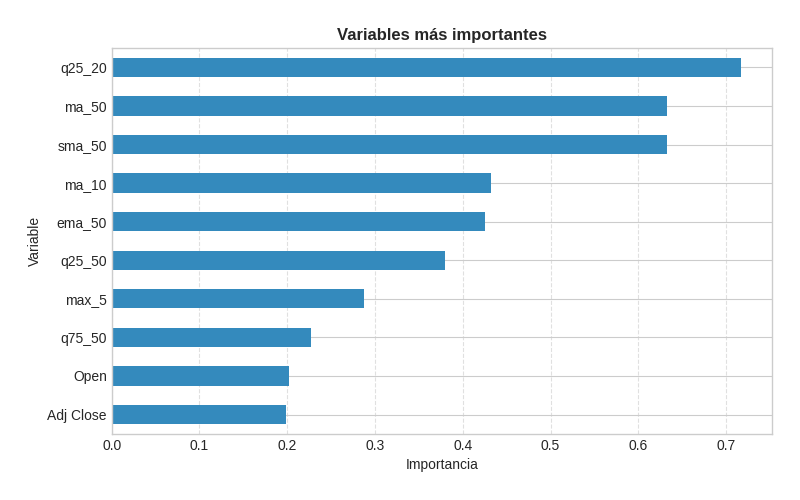 Variables más importantes
Variable
q25_20
ma_50
sma_50
ma_10
ema_50
q25_50
max_5
q75_50
Open
Adj Close
0.0 0.1 0.2 0.3 0.4 0.5 0.6 0.7
Importancia